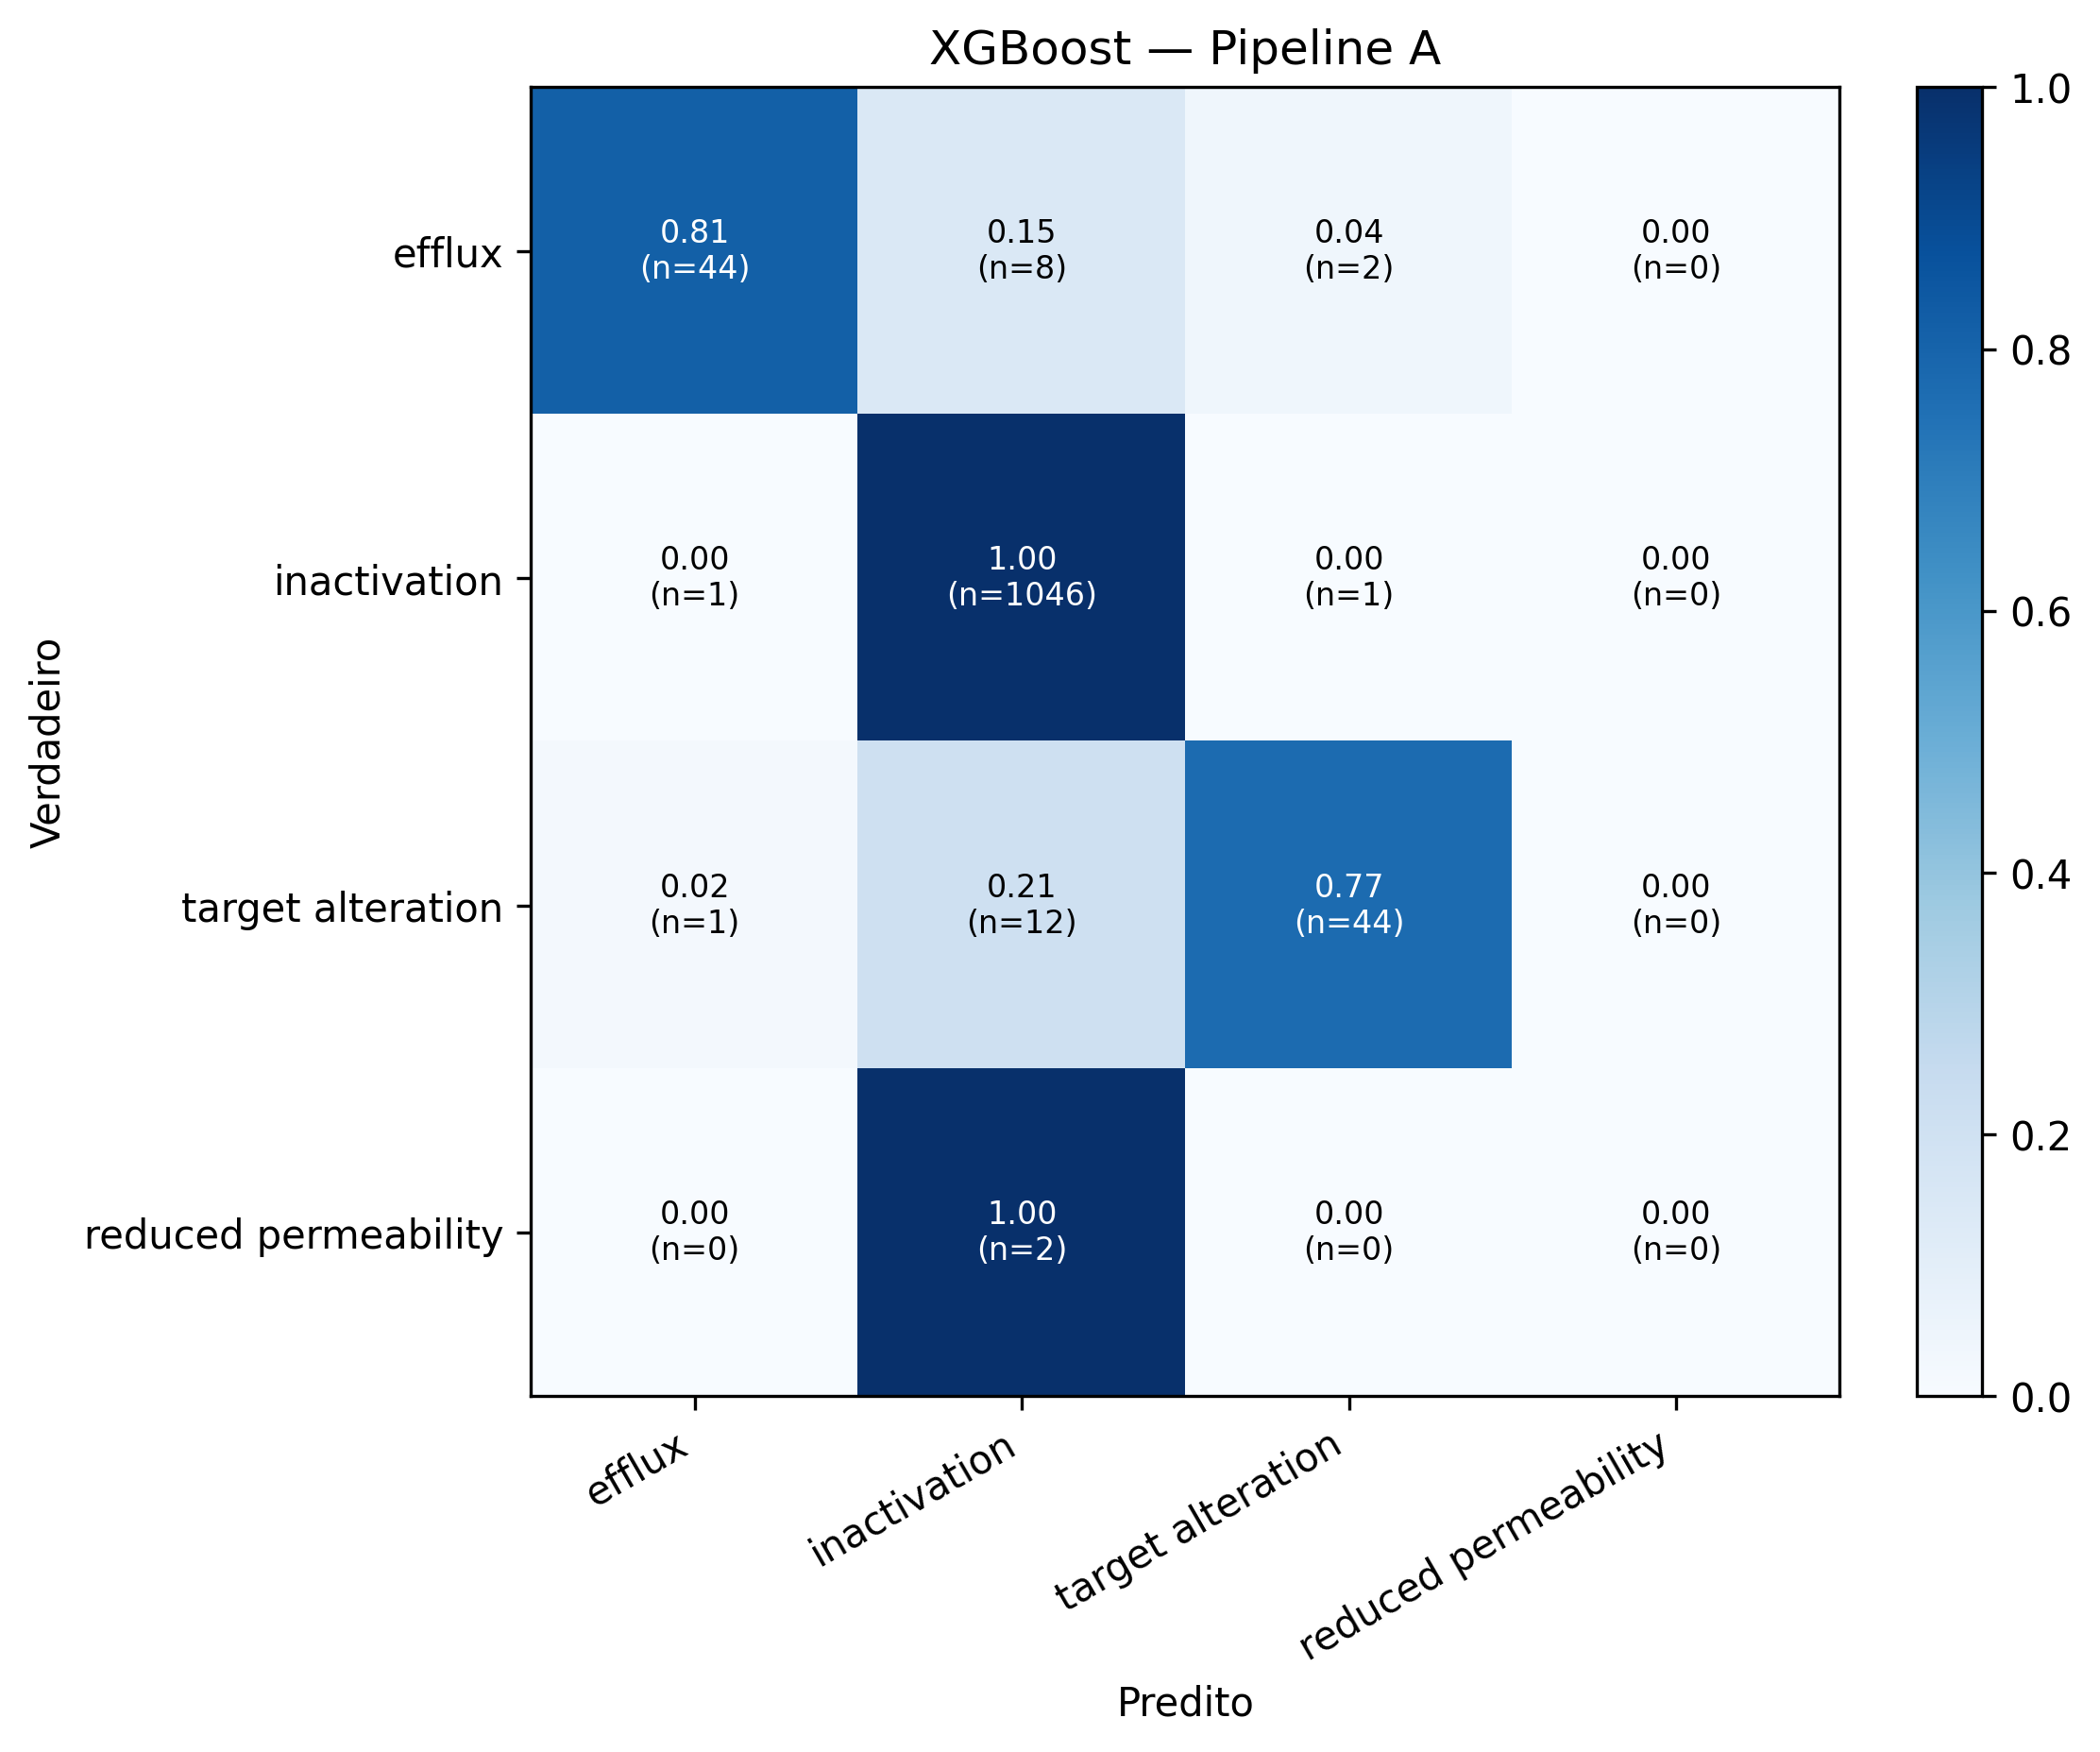 XGBoost — Pipeline A
1.0
0.8
0.6
0.4
0.2
0.0
Verdadeiro
efflux
0.81
(n=44)
0.15
(n=8)
0.04
(n=2)
0.00
(n=0)
inactivation
0.00
(n=1)
1.00
(n=1046)
0.00
(n=1)
0.00
(n=0)
target alteration
0.02
(n=1)
0.21
(n=12)
0.77
(n=44)
0.00
(n=0)
reduced permeability
0.00
(n=0)
1.00
(n=2)
0.00
(n=0)
0.00
(n=0)
efflux
inactivation
target alteration
reduced permeability
Predito